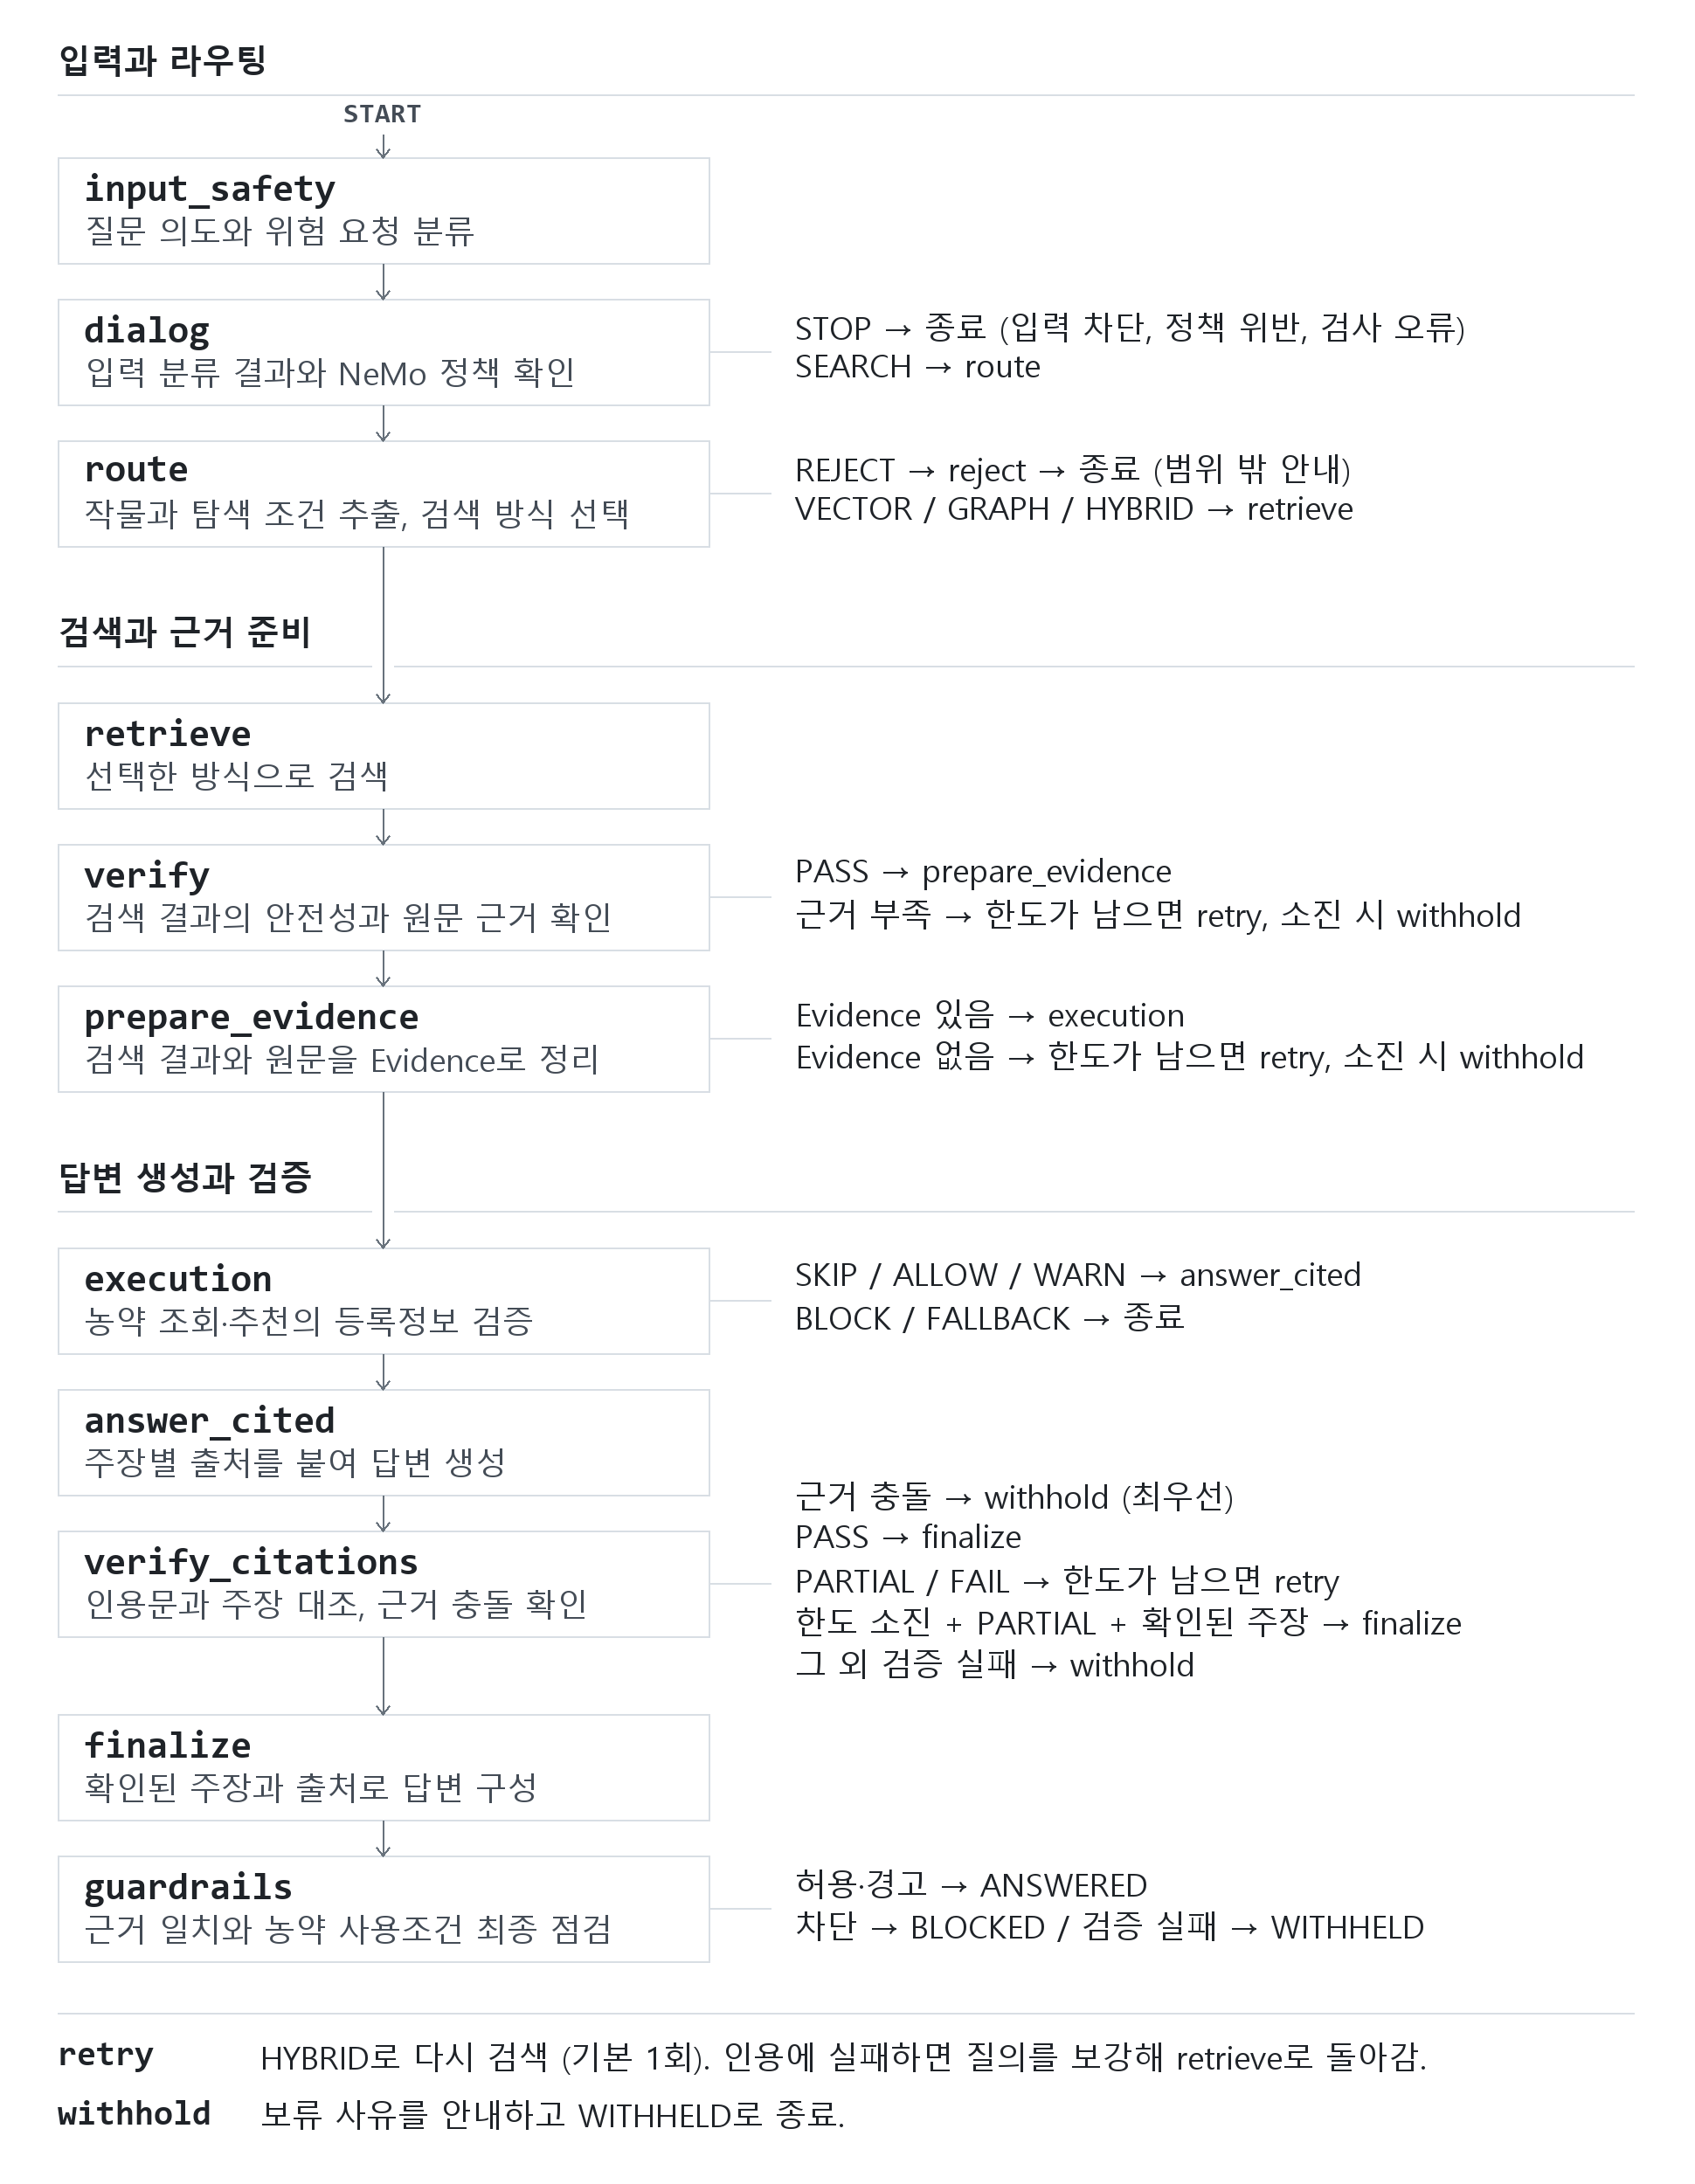 입력과 라우팅
START
input_safety
질문 의도와 위험 요청 분류
dialog
입력 분류 결과와 NeMo 정책 확인
STOP → 종료 (입력 차단, 정책 위반, 검사 오류)
SEARCH → route
route
작물과 탐색 조건 추출, 검색 방식 선택
REJECT → reject → 종료 (범위 밖 안내)
VECTOR / GRAPH / HYBRID → retrieve
검색과 근거 준비
retrieve
선택한 방식으로 검색
verify
검색 결과의 안전성과 원문 근거 확인
PASS → prepare_evidence
근거 부족 → 한도가 남으면 retry, 소진 시 withhold
prepare_evidence
검색 결과와 원문을 Evidence로 정리
Evidence 있음 → execution
Evidence 없음 → 한도가 남으면 retry, 소진 시 withhold
답변 생성과 검증
execution
농약 조회·추천의 등록정보 검증
SKIP / ALLOW / WARN → answer_cited
BLOCK / FALLBACK → 종료
answer_cited
주장별 출처를 붙여 답변 생성
verify_citations
인용문과 주장 대조, 근거 충돌 확인
근거 충돌 → withhold (최우선)
PASS → finalize
PARTIAL / FAIL → 한도가 남으면 retry
한도 소진 + PARTIAL + 확인된 주장 → finalize
그 외 검증 실패 → withhold
finalize
확인된 주장과 출처로 답변 구성
guardrails
근거 일치와 농약 사용조건 최종 점검
허용·경고 → ANSWERED
차단 → BLOCKED / 검증 실패 → WITHHELD
retry HYBRID로 다시 검색 (기본 1회). 인용에 실패하면 질의를 보강해 retrieve로 돌아감.
withhold 보류 사유를 안내하고 WITHHELD로 종료.